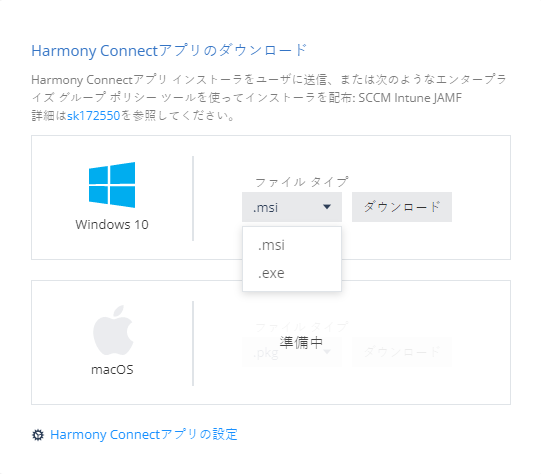 Harmony Connectアプリのダウンロード
Harmony Connectアプリ インストーラをユーザに送信、または次のようなエンタープラ
イズ グループ ポリシー ツールを使ってインストーラを配布: SCCM Intune JAMF
詳細はsk172550を参照してください。
ファイル タイプ
.msi
ダウンロード
Windows 10
.msi
.exe
ファイル タイプ
.pkg
準備中
ダウンロード
macOS
Harmony Connectアプリの設定